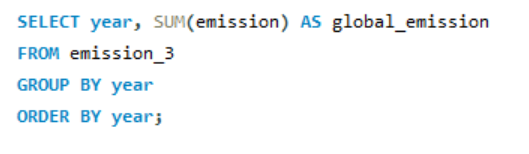 SELECT year, SUM(emission) AS global_emission
FROM emission_3
GROUP BY year
ORDER BY year;